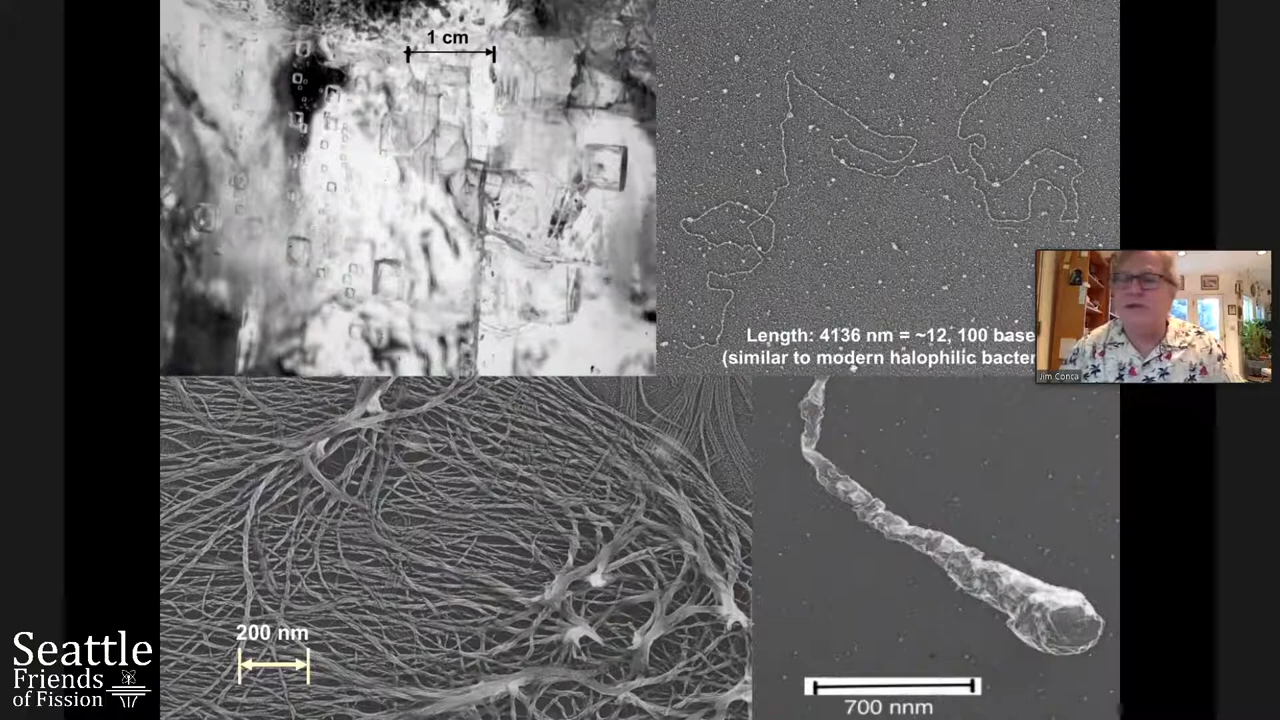 1 cm
Length: 4136 nm = ~12, 100 base
(similar to modern halophilic bacter
Jim Conca
200 nm
700 nnm
Seattle
Friends
of Fission